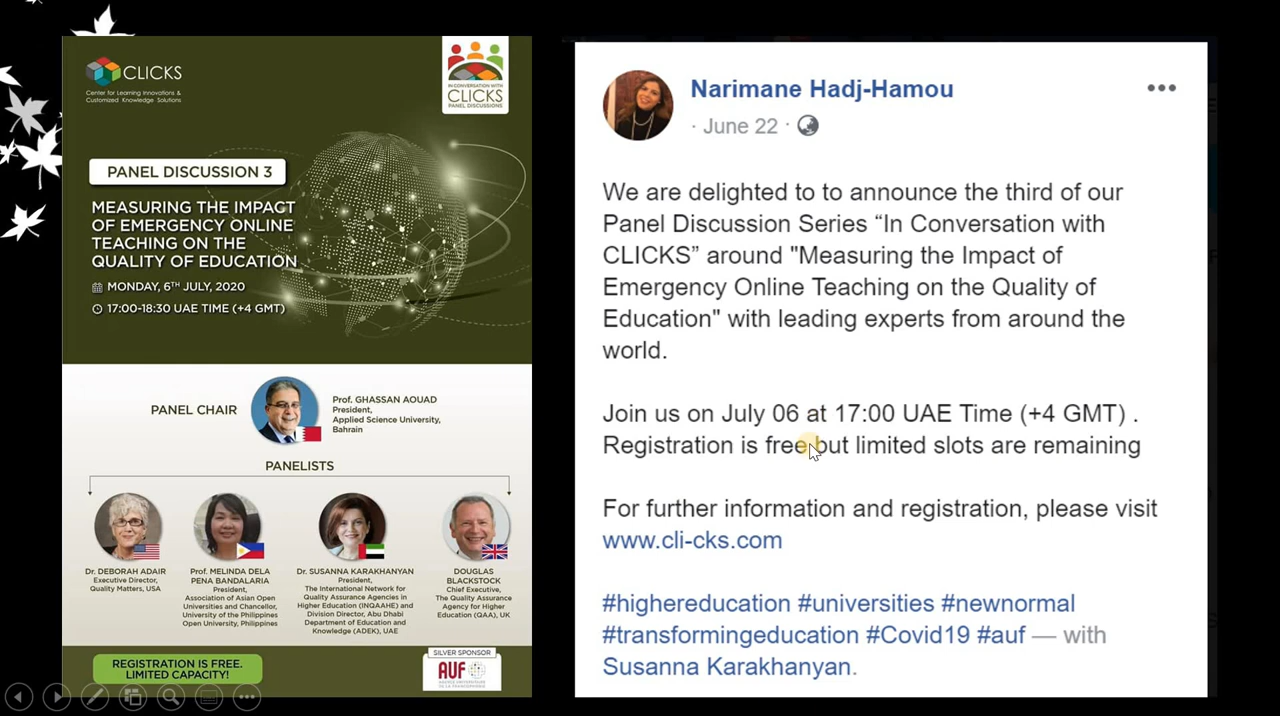 CLICKS
Center for Learning Innovations &
Customized Knowledge Solutions
IN CONVERSATION WITH
CLICKS
PANEL DISCUSSIONS
PANEL DISCUSSION 3
MEASURING THE IMPACT
OF EMERGENCY ONLINE
TEACHING ON THE
QUALITY OF EDUCATION
MONDAY, 6TH JULY, 2020
17:00-18:30 UAE TIME (+4 GMT)
PANEL CHAIR
Prof. GHASSAN AOUAD
President,
Applied Science University,
Bahrain
PANELISTS
Dr. DEBORAH ADAIR
Executive Director,
Quality Matters, USA
Prof. MELINDA DELA
PENA BANDALARIA
President,
Association of Asian Open
Universities and Chancellor,
University of the Philippines
Open University, Philippines
Dr. SUSANNA KARAKHANYAN
President,
The International Network for
Quality Assurance Agencies in
Higher Education (INQAAHE) and
Division Director, Abu Dhabi
Department of Education and
Knowledge (ADEK), UAE
DOUGLAS
BLACKSTOCK
Chief Executive,
The Quality Assurance
Agency for Higher
Education (QAA), UK
REGISTRATION IS FREE.
LIMITED CAPACITY!
SILVER SPONSOR
AUF
Narimane Hadj-Hamou
· June 22 ·
We are delighted to to announce the third of our
Panel Discussion Series “In Conversation with
CLICKS” around "Measuring the Impact of
Emergency Online Teaching on the Quality of
Education" with leading experts from around the
world.
Join us on July 06 at 17:00 UAE Time (+4 GMT) .
Registration is free but limited slots are remaining
For further information and registration, please visit
www.cli-cks.com
#highereducation #universities #newnormal
#transformingeducation #Covid19 #auf — with
Susanna Karakhanyan.